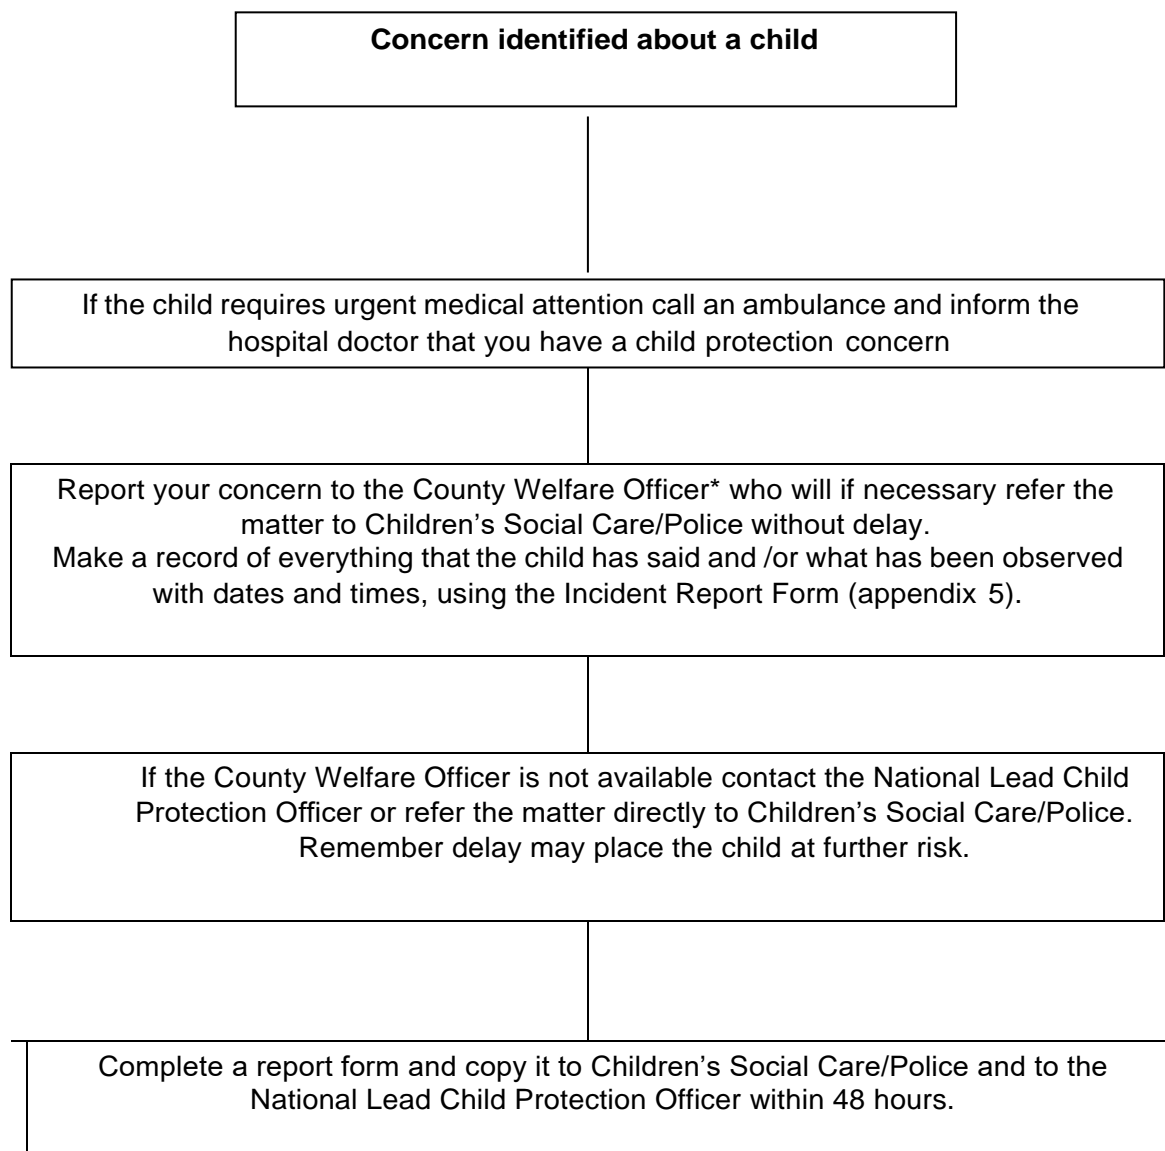 Concern identified about a child
If the child requires urgent medical attention call an ambulance and inform the
hospital doctor that you have a child protection concern
Report your concern to the County Welfare Officer* who will if necessary refer the
matter to Children’s Social Care/Police without delay.
Make a record of everything that the child has said and /or what has been observed
with dates and times, using the Incident Report Form (appendix 5).
If the County Welfare Officer is not available contact the National Lead Child
Protection Officer or refer the matter directly to Children’s Social Care/Police.
Remember delay may place the child at further risk.
Complete a report form and copy it to Children’s Social Care/Police and to the
National Lead Child Protection Officer within 48 hours.